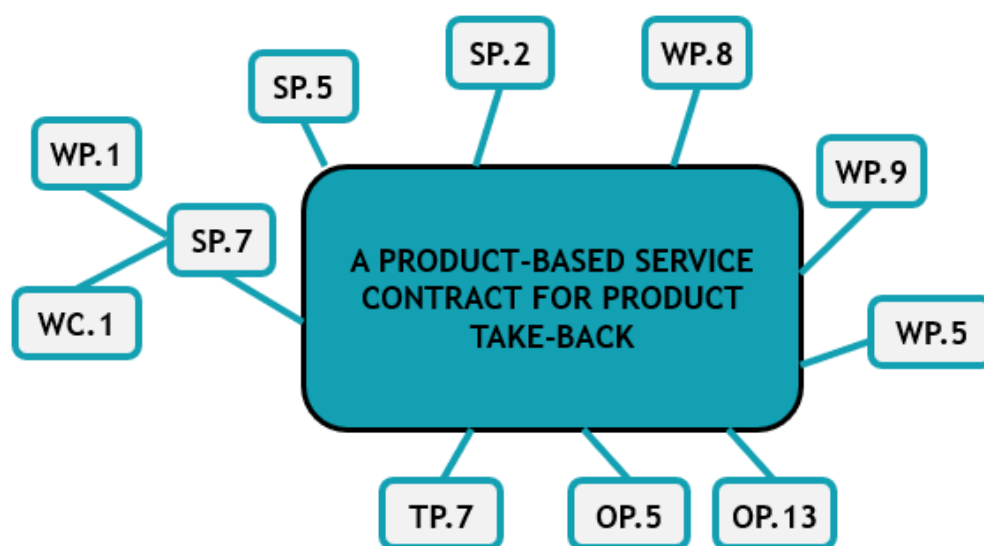 SP.2
WP.8
SP.5
WP.1
WP.9
SP.7
A PRODUCT-BASED SERVICE
CONTRACT FOR PRODUCT
TAKE-BACK
WC.1
WP.5
TP.7
OP.5
OP.13